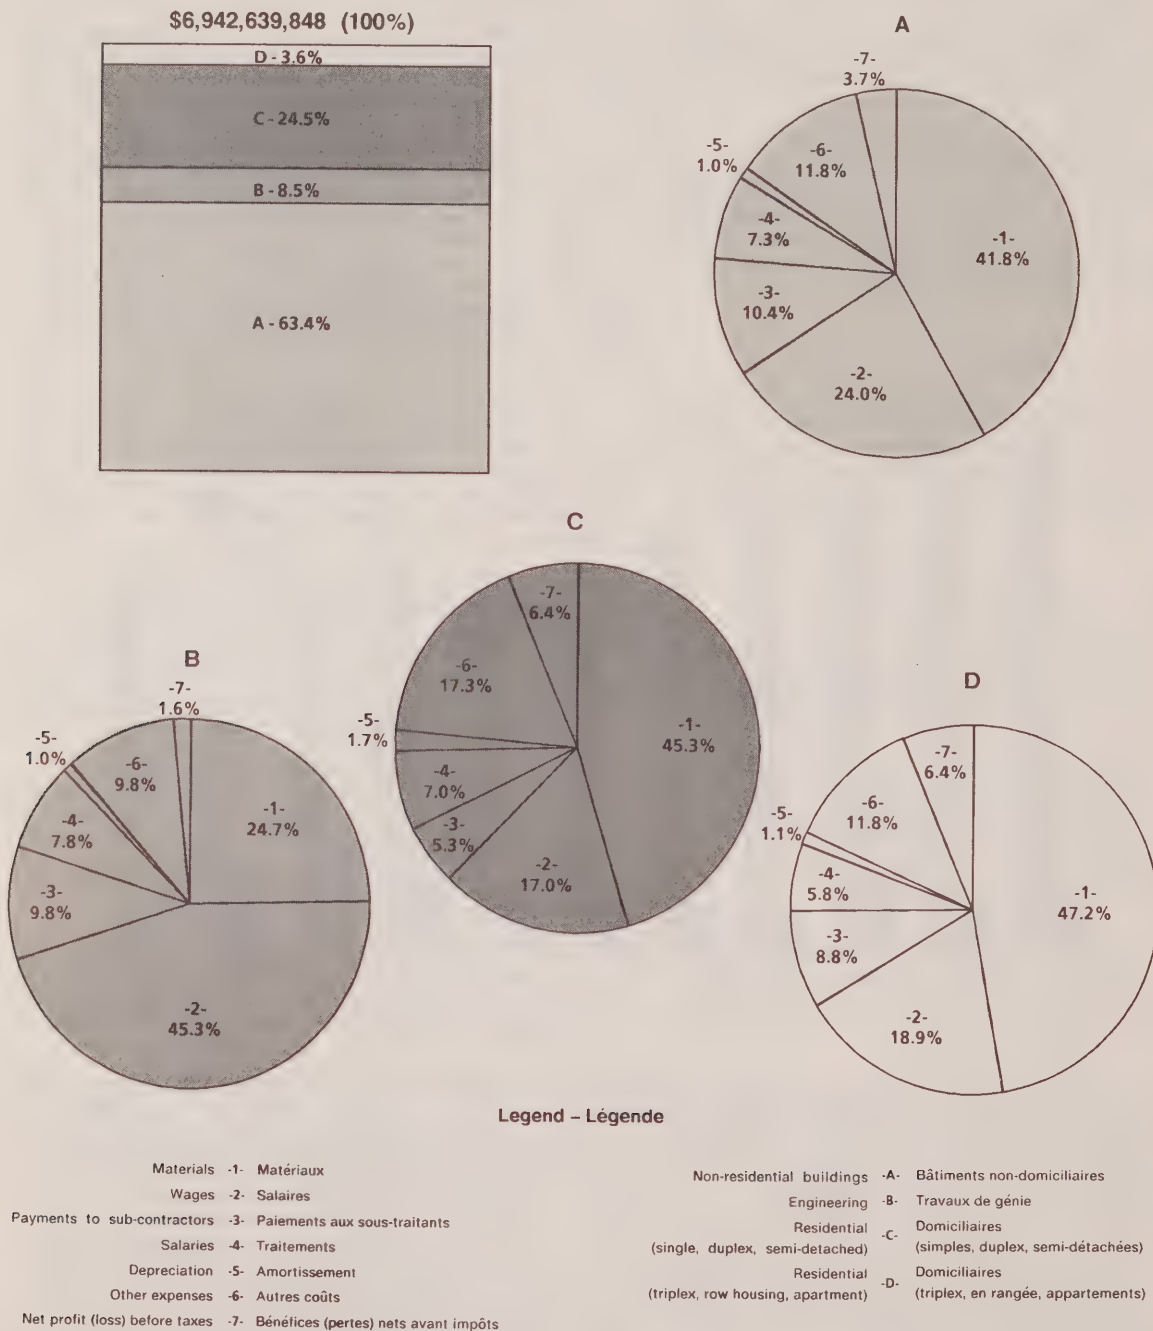 $6,942,639,848 (100%)
D - 3.6%
C - 24.5%
B - 8.5%
A - 63.4%
A
-7-
3.7%
-6-
11.8%
-5-
1.0%
-4-
7.3%
-3-
10.4%
-2-
24.0%
-1-
41.8%
C
-7-
6.4%
-6-
17.3%
-5-
1.7%
-4-
7.0%
-3-
5.3%
-2-
17.0%
-1-
45.3%
B
-7-
1.6%
-6-
9.8%
-5-
1.0%
-4-
7.8%
-3-
9.8%
-2-
45.3%
-1-
24.7%
D
-7-
6.4%
-6-
11.8%
-5-
1.1%
-4-
5.8%
-3-
8.8%
-2-
18.9%
-1-
47.2%
Legend – Légende
Materials -1- Matériaux
Wages -2- Salaires
Payments to sub-contractors -3- Paiements aux sous-traitants
Salaries -4- Traitements
Depreciation -5- Amortissement
Other expenses -6- Autres coûts
Net profit (loss) before taxes -7- Bénéfices (pertes) nets avant impôts
Non-residential buildings -A- Bâtiments non-domiciliaires
Engineering -B- Travaux de génie
Residential -C- Domiciliaires
(single, duplex, semi-detached) (simples, duplex, semi-détachées)
Residential -D- Domiciliaires
(triplex, row housing, apartment) (triplex, en rangée, appartements)